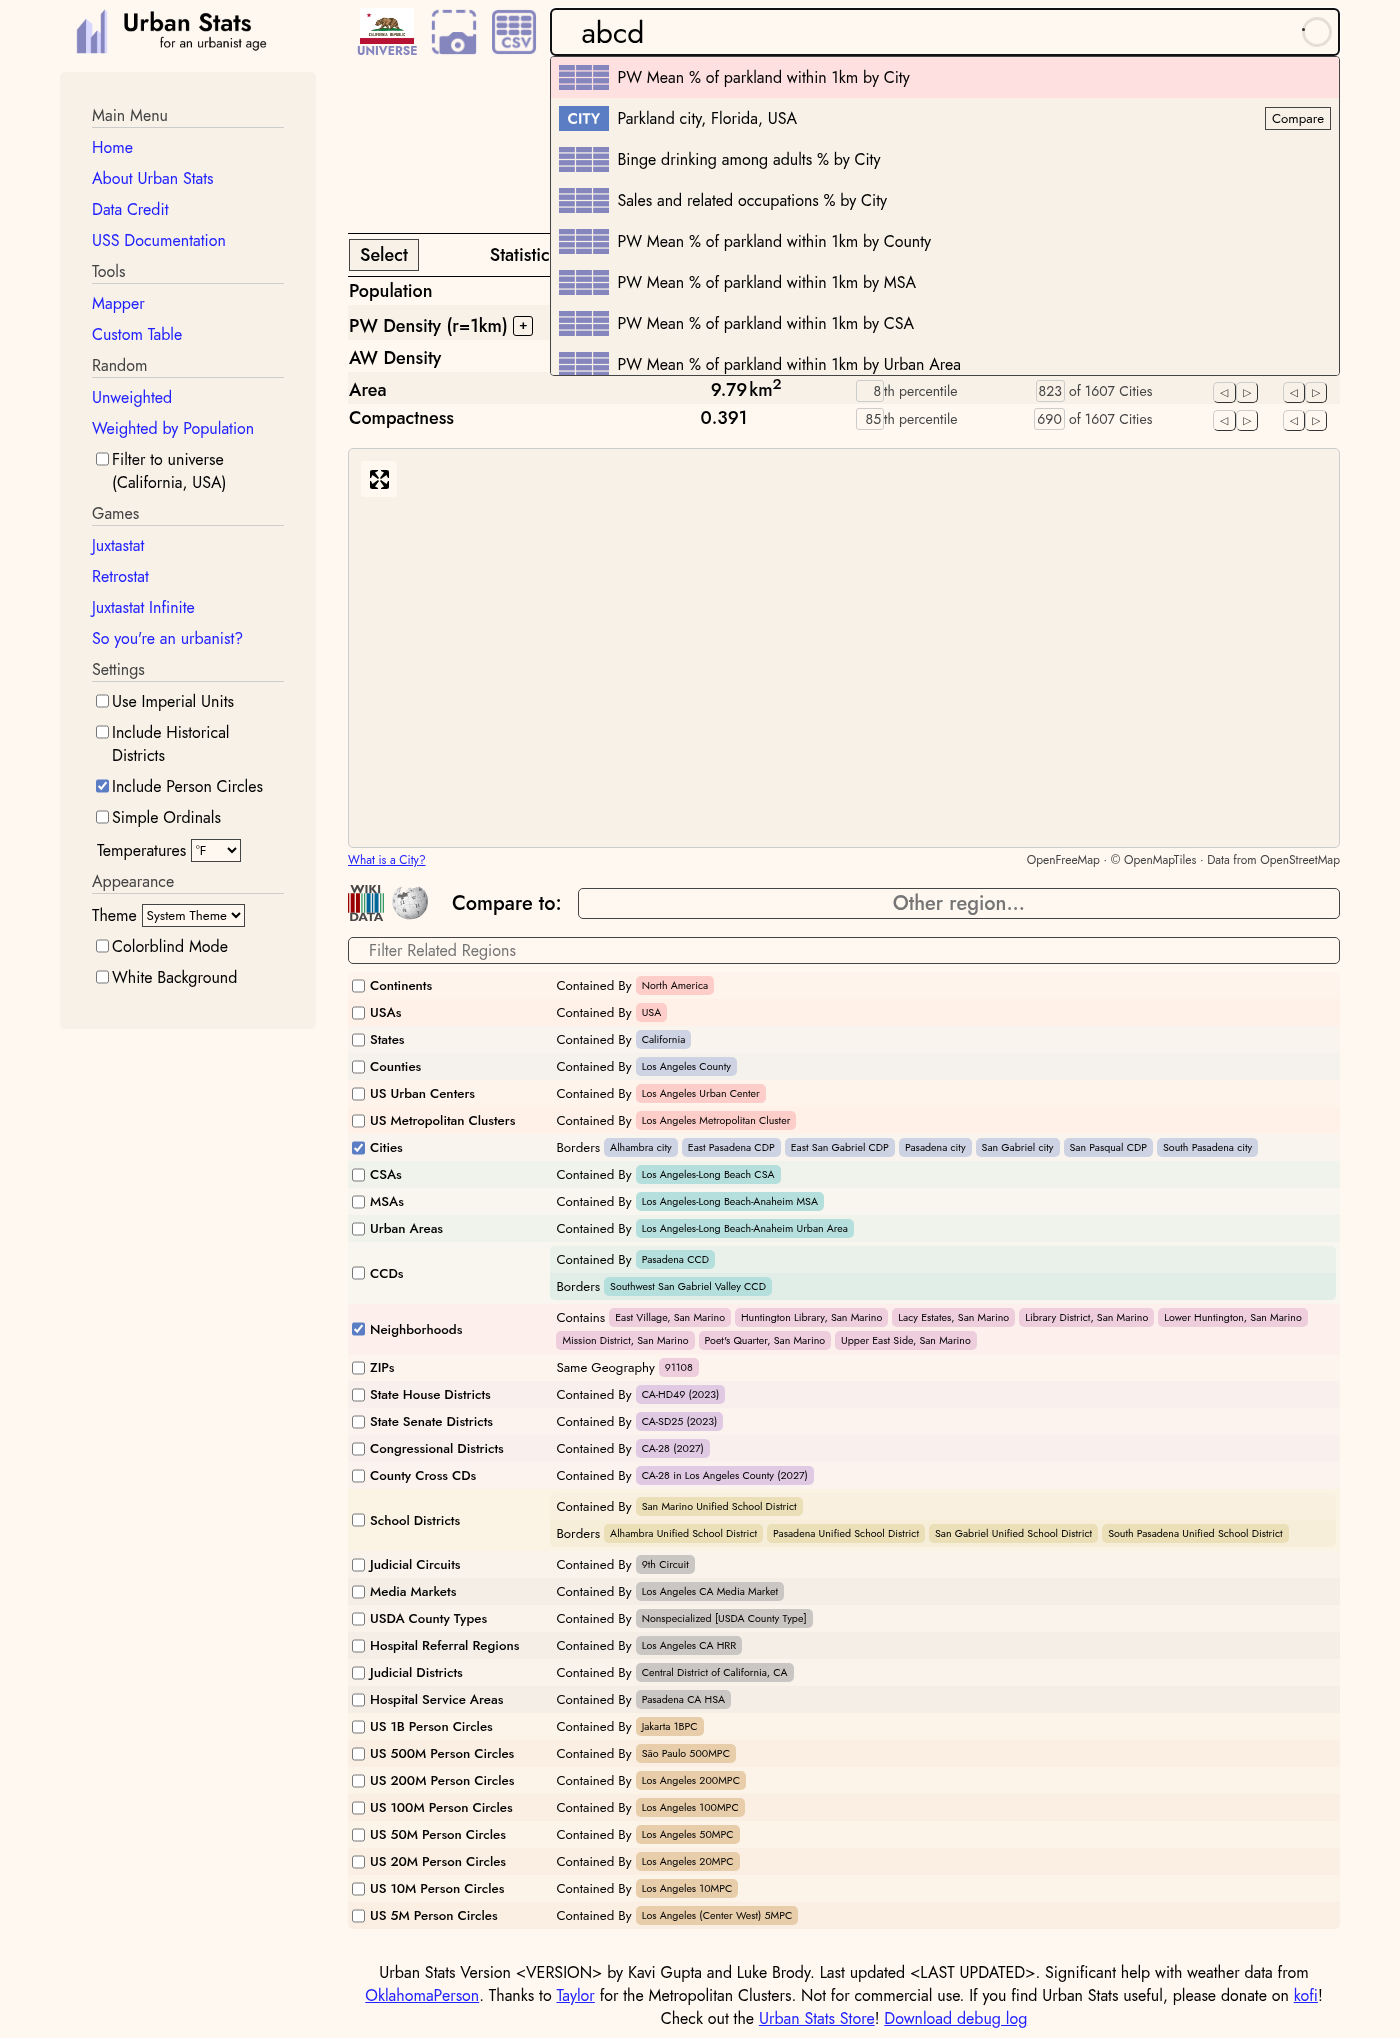 Urban Stats
for an urbanist age
CALIFORNIA REPUBLIC
UNIVERSE
CSV
abcd
PW Mean % of parkland within 1km by City
CITY Parkland city, Florida, USA Compare
Binge drinking among adults % by City
Sales and related occupations % by City
PW Mean % of parkland within 1km by County
PW Mean % of parkland within 1km by MSA
PW Mean % of parkland within 1km by CSA
PW Mean % of parkland within 1km by Urban Area
Main Menu
Home
About Urban Stats
Data Credit
USS Documentation
Tools
Mapper
Custom Table
Random
Unweighted
Weighted by Population
Filter to universe
(California, USA)
Games
Juxtastat
Retrostat
Juxtastat Infinite
So you're an urbanist?
Settings
Use Imperial Units
Include Historical
Districts
Include Person Circles
Simple Ordinals
Temperatures °F
Appearance
Theme System Theme
Colorblind Mode
White Background
Select Statistic
Population
PW Density (r=1km) +
AW Density
Area 9.79 km² 8th percentile 823 of 1607 Cities
Compactness 0.391 85th percentile 690 of 1607 Cities
What is a City? OpenFreeMap · © OpenMapTiles · Data from OpenStreetMap
WIKI
DATA
Compare to: Other region...
Filter Related Regions
Continents Contained By North America
USAs Contained By USA
States Contained By California
Counties Contained By Los Angeles County
US Urban Centers Contained By Los Angeles Urban Center
US Metropolitan Clusters Contained By Los Angeles Metropolitan Cluster
Cities Borders Alhambra city East Pasadena CDP East San Gabriel CDP Pasadena city San Gabriel city San Pasqual CDP South Pasadena city
CSAs Contained By Los Angeles-Long Beach CSA
MSAs Contained By Los Angeles-Long Beach-Anaheim MSA
Urban Areas Contained By Los Angeles-Long Beach-Anaheim Urban Area
CCDs Contained By Pasadena CCD
Borders Southwest San Gabriel Valley CCD
Neighborhoods Contains East Village, San Marino Huntington Library, San Marino Lacy Estates, San Marino Library District, San Marino Lower Huntington, San Marino
Mission District, San Marino Poet's Quarter, San Marino Upper East Side, San Marino
ZIPs Same Geography 91108
State House Districts Contained By CA-HD49 (2023)
State Senate Districts Contained By CA-SD25 (2023)
Congressional Districts Contained By CA-28 (2027)
County Cross CDs Contained By CA-28 in Los Angeles County (2027)
School Districts Contained By San Marino Unified School District
Borders Alhambra Unified School District Pasadena Unified School District San Gabriel Unified School District South Pasadena Unified School District
Judicial Circuits Contained By 9th Circuit
Media Markets Contained By Los Angeles CA Media Market
USDA County Types Contained By Nonspecialized [USDA County Type]
Hospital Referral Regions Contained By Los Angeles CA HRR
Judicial Districts Contained By Central District of California, CA
Hospital Service Areas Contained By Pasadena CA HSA
US 1B Person Circles Contained By Jakarta 1BPC
US 500M Person Circles Contained By São Paulo 500MPC
US 200M Person Circles Contained By Los Angeles 200MPC
US 100M Person Circles Contained By Los Angeles 100MPC
US 50M Person Circles Contained By Los Angeles 50MPC
US 20M Person Circles Contained By Los Angeles 20MPC
US 10M Person Circles Contained By Los Angeles 10MPC
US 5M Person Circles Contained By Los Angeles (Center West) 5MPC
Urban Stats Version <VERSION> by Kavi Gupta and Luke Brody. Last updated <LAST UPDATED>. Significant help with weather data from
OklahomaPerson. Thanks to Taylor for the Metropolitan Clusters. Not for commercial use. If you find Urban Stats useful, please donate on kofi!
Check out the Urban Stats Store! Download debug log